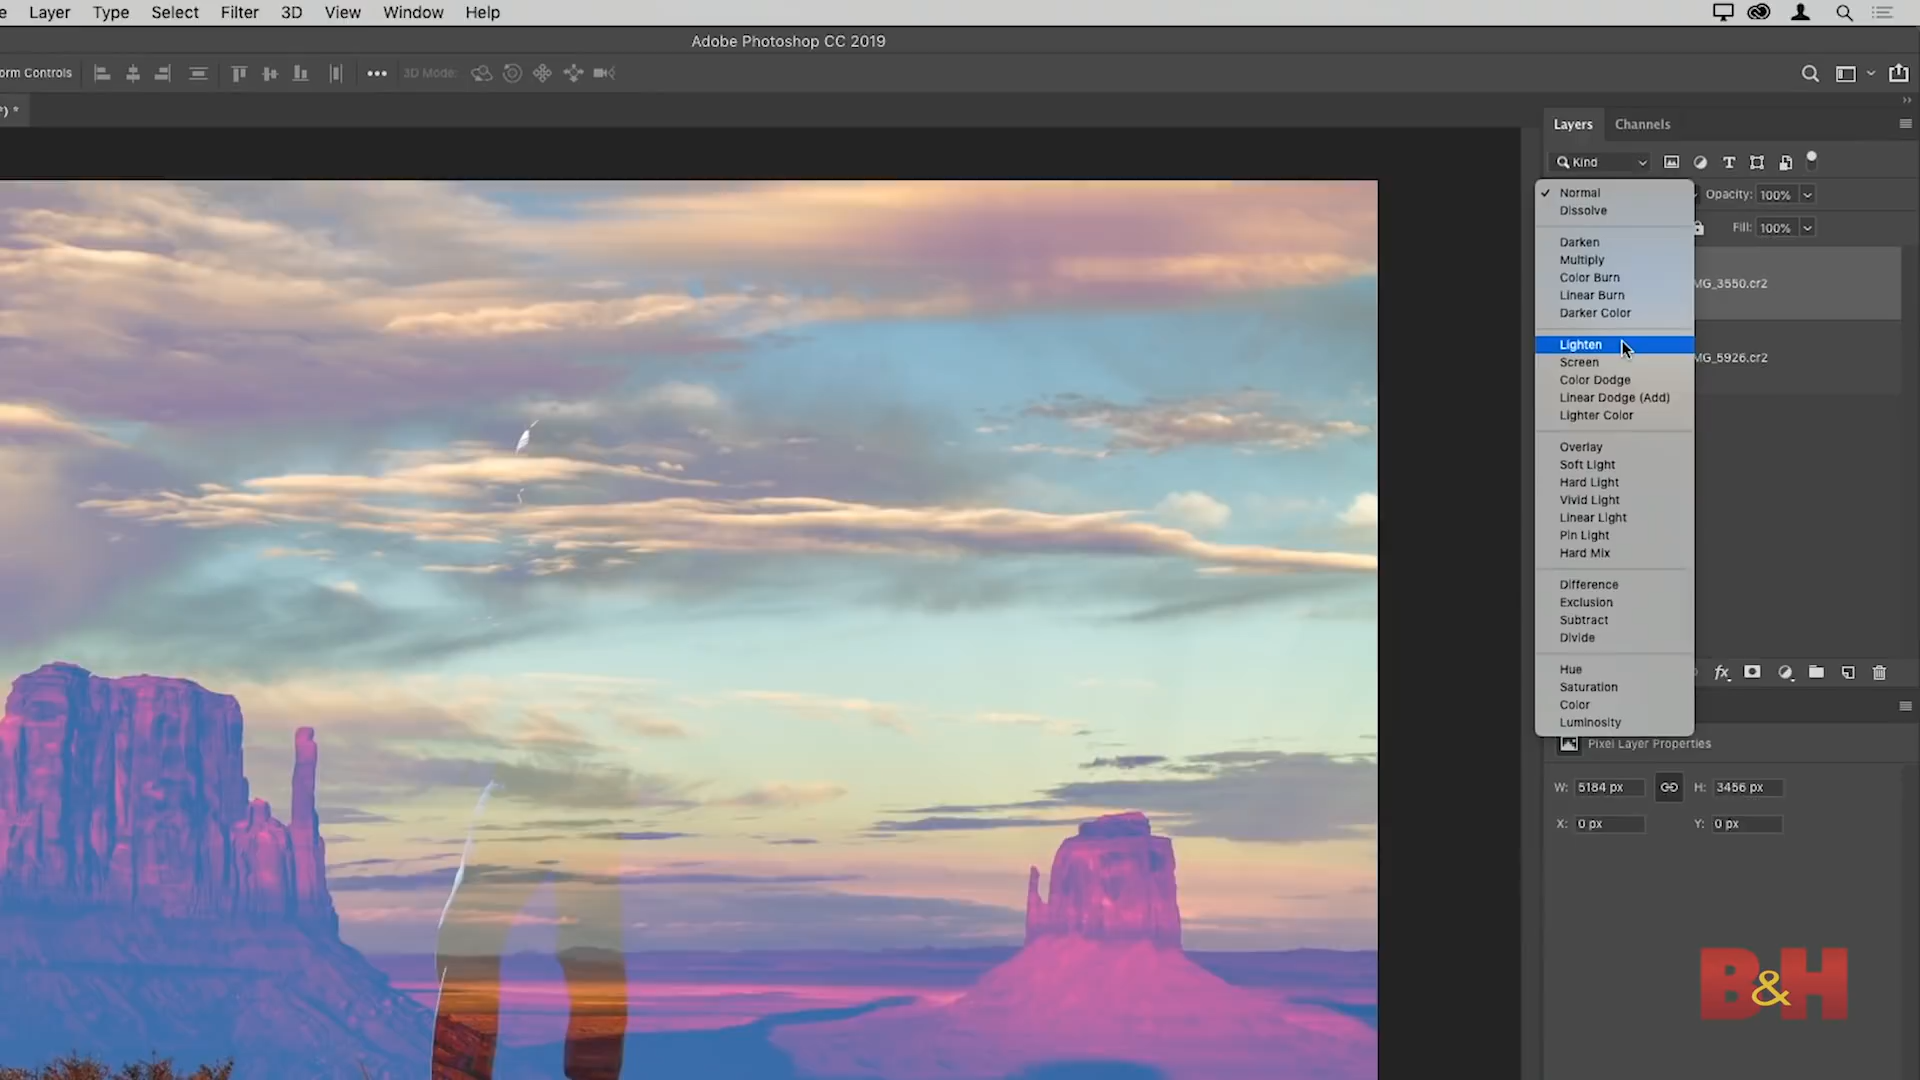 Layer Type Select Filter 3D View Window Help
Adobe Photoshop CC 2019
orm Controls
3D Mode:
) *
Layers Channels
Kind
Normal
Opacity: 100%
Dissolve
Fill: 100%
Darken
Multiply
Color Burn
MG_3550.cr2
Linear Burn
Darker Color
Lighten
Screen
MG_5926.cr2
Color Dodge
Linear Dodge (Add)
Lighter Color
Overlay
Soft Light
Hard Light
Vivid Light
Linear Light
Pin Light
Hard Mix
Difference
Exclusion
Subtract
Divide
Hue
fx
Saturation
Color
Luminosity
Pixel Layer Properties
W: 5184 px H: 3456 px
X: 0 px Y: 0 px
B&H